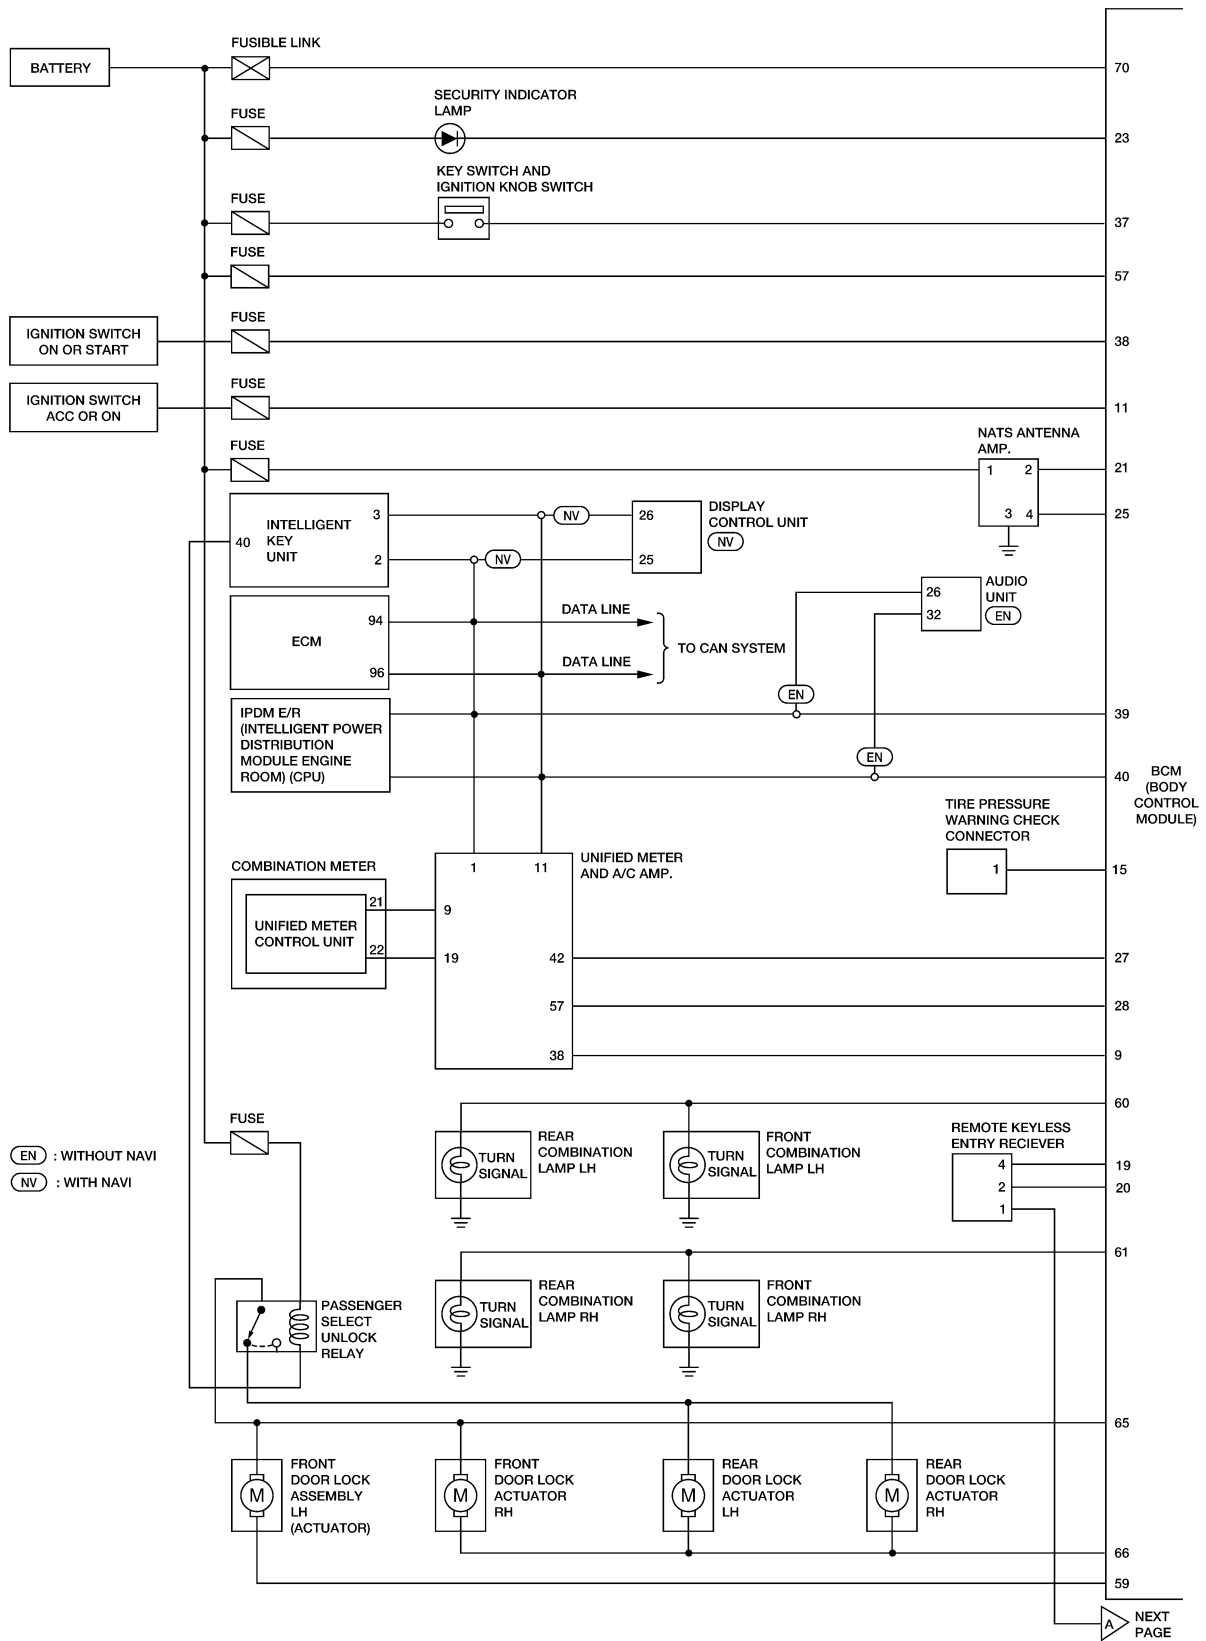 FUSIBLE LINK
BATTERY
70
FUSE
SECURITY INDICATOR
LAMP
23
FUSE
KEY SWITCH AND
IGNITION KNOB SWITCH
37
FUSE
57
IGNITION SWITCH
ON OR START
FUSE
38
IGNITION SWITCH
ACC OR ON
FUSE
11
FUSE
NATS ANTENNA
AMP.
1 2
3 4
21
25
INTELLIGENT
KEY
UNIT
40
3
2
NV
NV
26
25
DISPLAY
CONTROL UNIT
NV
ECM
94
96
DATA LINE
DATA LINE
TO CAN SYSTEM
26
32
AUDIO
UNIT
EN
EN
EN
IPDM E/R
(INTELLIGENT POWER
DISTRIBUTION
MODULE ENGINE
ROOM) (CPU)
39
40
BCM
(BODY
CONTROL
MODULE)
TIRE PRESSURE
WARNING CHECK
CONNECTOR
1
15
COMBINATION METER
UNIFIED METER
CONTROL UNIT
21
22
1 11
9
19
42
57
38
UNIFIED METER
AND A/C AMP.
27
28
9
60
FUSE
EN : WITHOUT NAVI
NV : WITH NAVI
TURN
SIGNAL
REAR
COMBINATION
LAMP LH
TURN
SIGNAL
FRONT
COMBINATION
LAMP LH
REMOTE KEYLESS
ENTRY RECIEVER
4
2
1
19
20
61
PASSENGER
SELECT
UNLOCK
RELAY
TURN
SIGNAL
REAR
COMBINATION
LAMP RH
TURN
SIGNAL
FRONT
COMBINATION
LAMP RH
65
M
FRONT
DOOR LOCK
ASSEMBLY
LH
(ACTUATOR)
M
FRONT
DOOR LOCK
ACTUATOR
RH
M
REAR
DOOR LOCK
ACTUATOR
LH
M
REAR
DOOR LOCK
ACTUATOR
RH
66
59
A
NEXT
PAGE